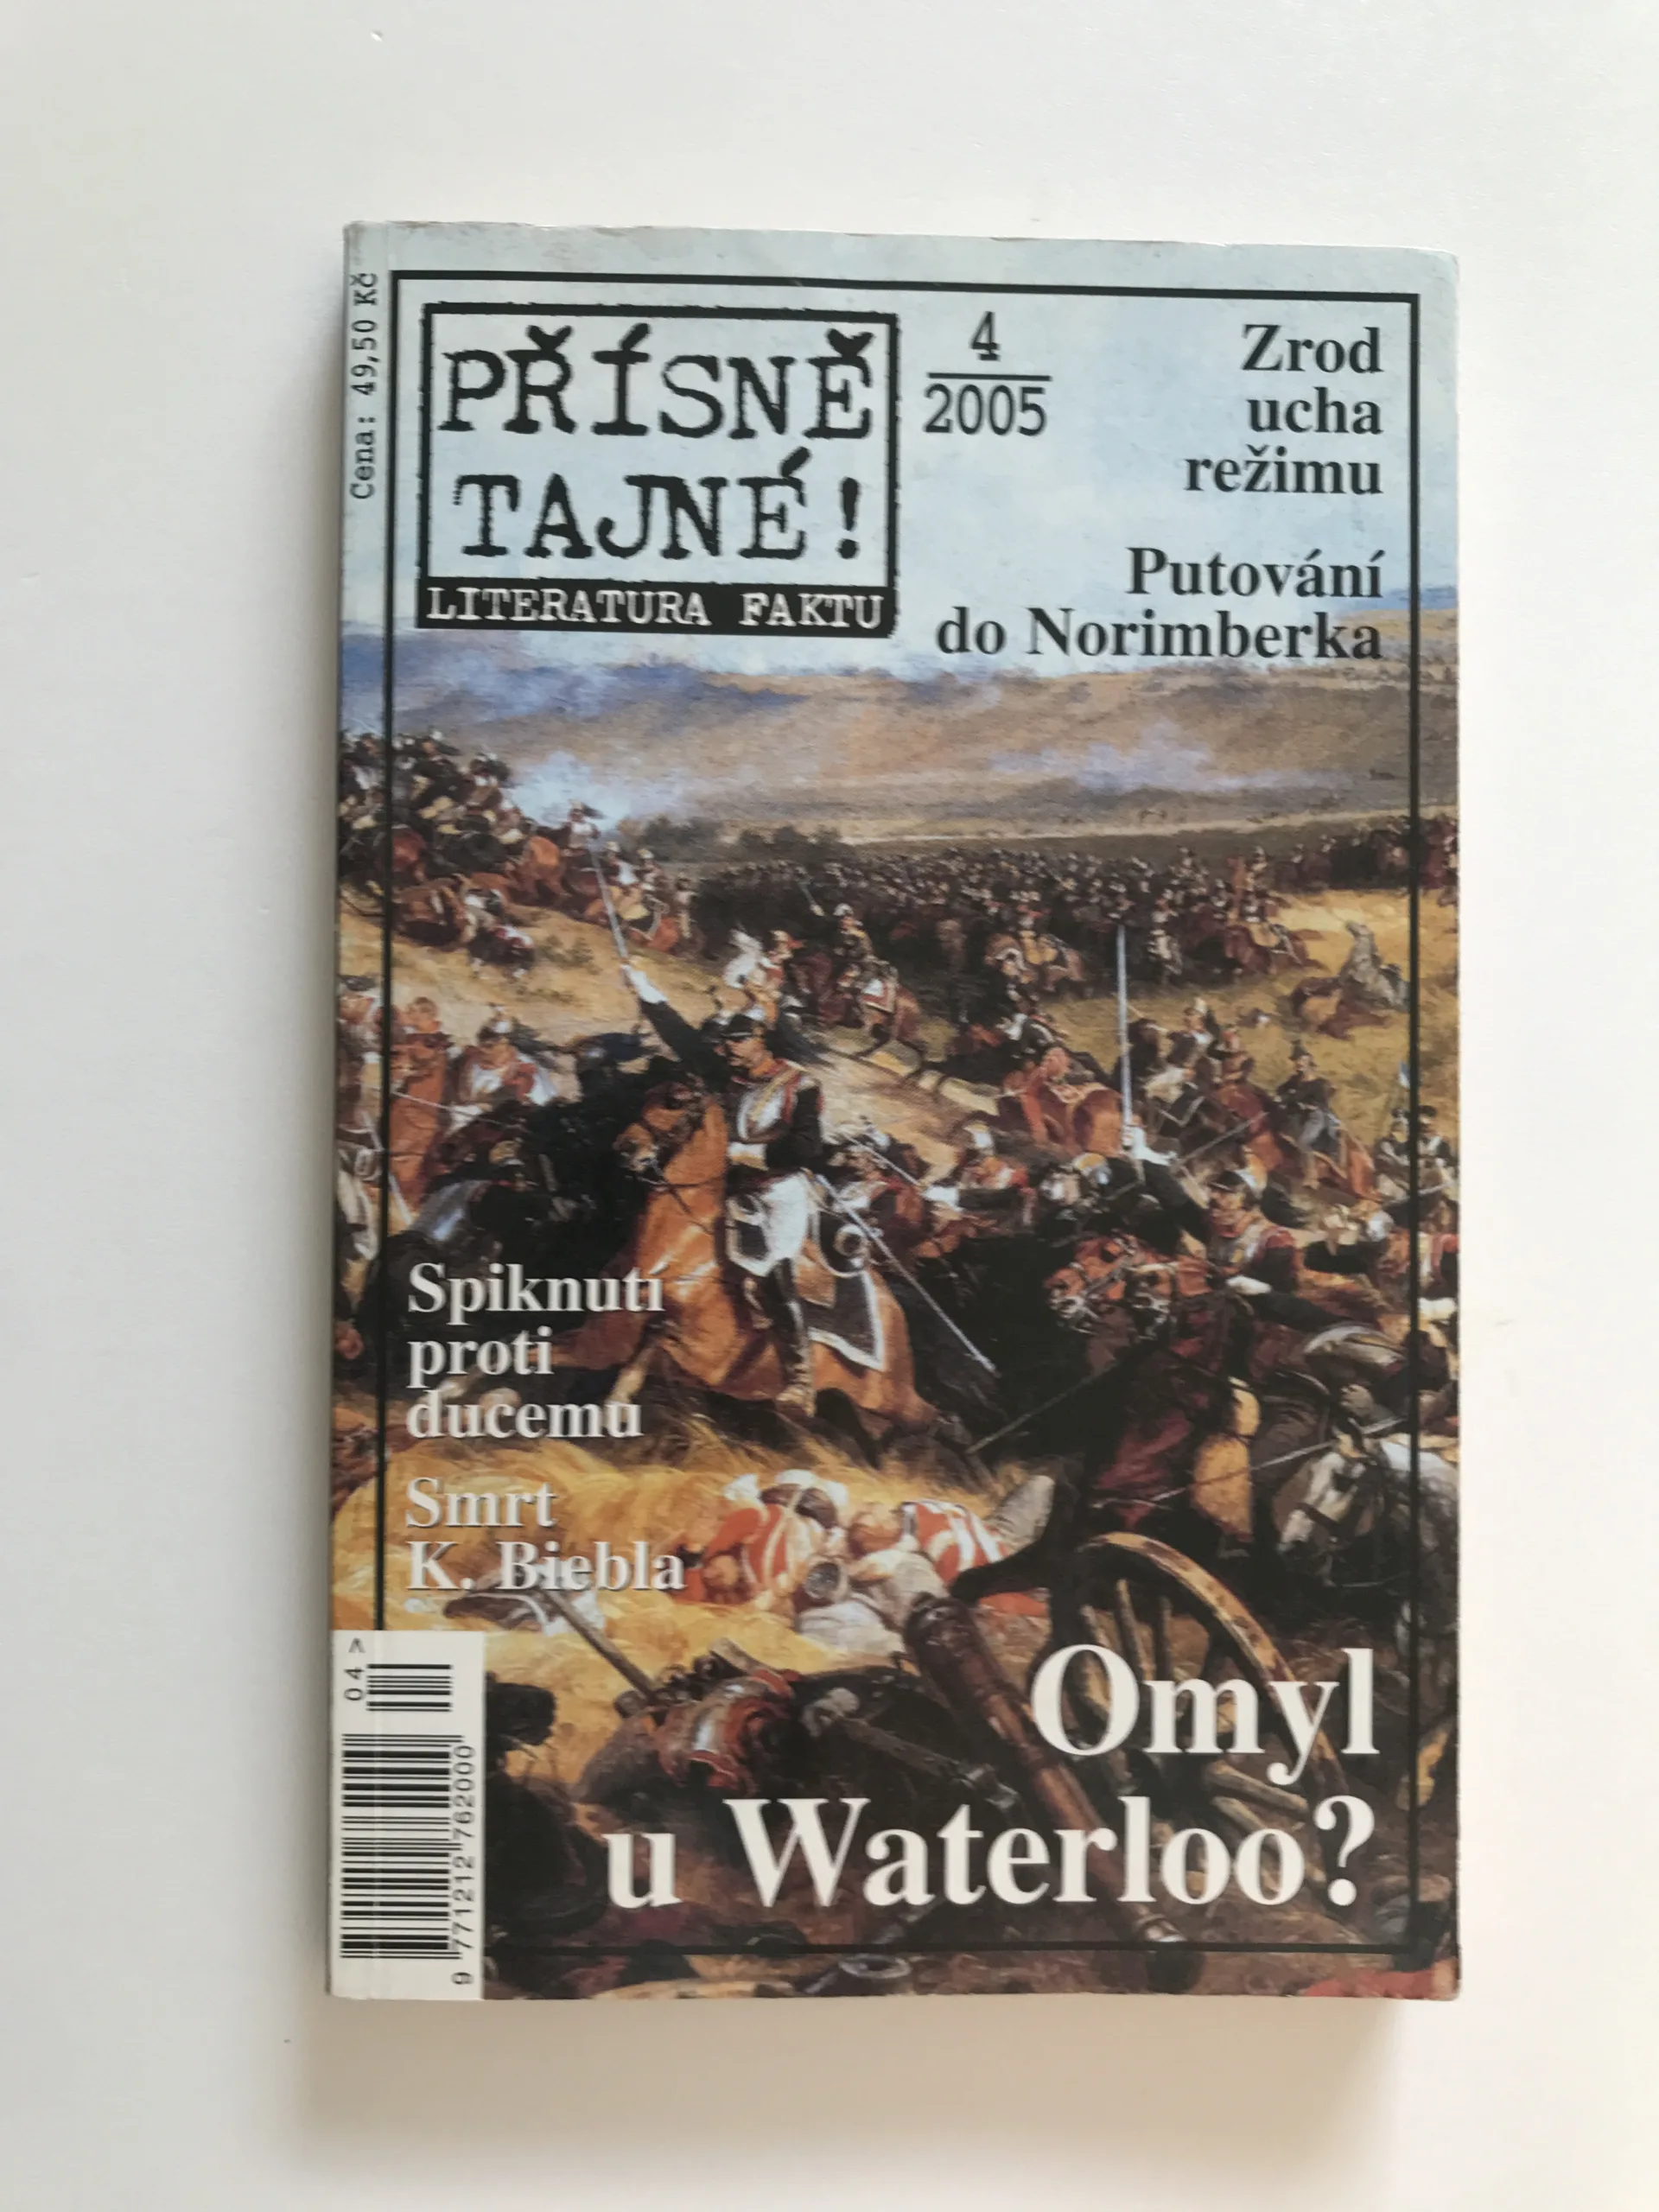 Cena: 49,50 Kč
PŘÍSNĚ
TAJNÉ!
LITERATURA FAKTU
4
2005
Zrod
ucha
režimu
Putování
do Norimberka
Spiknutí
proti
ducemu
Smrt
K. Biebla
Omyl
u Waterloo?
04 >
9 771212 762000